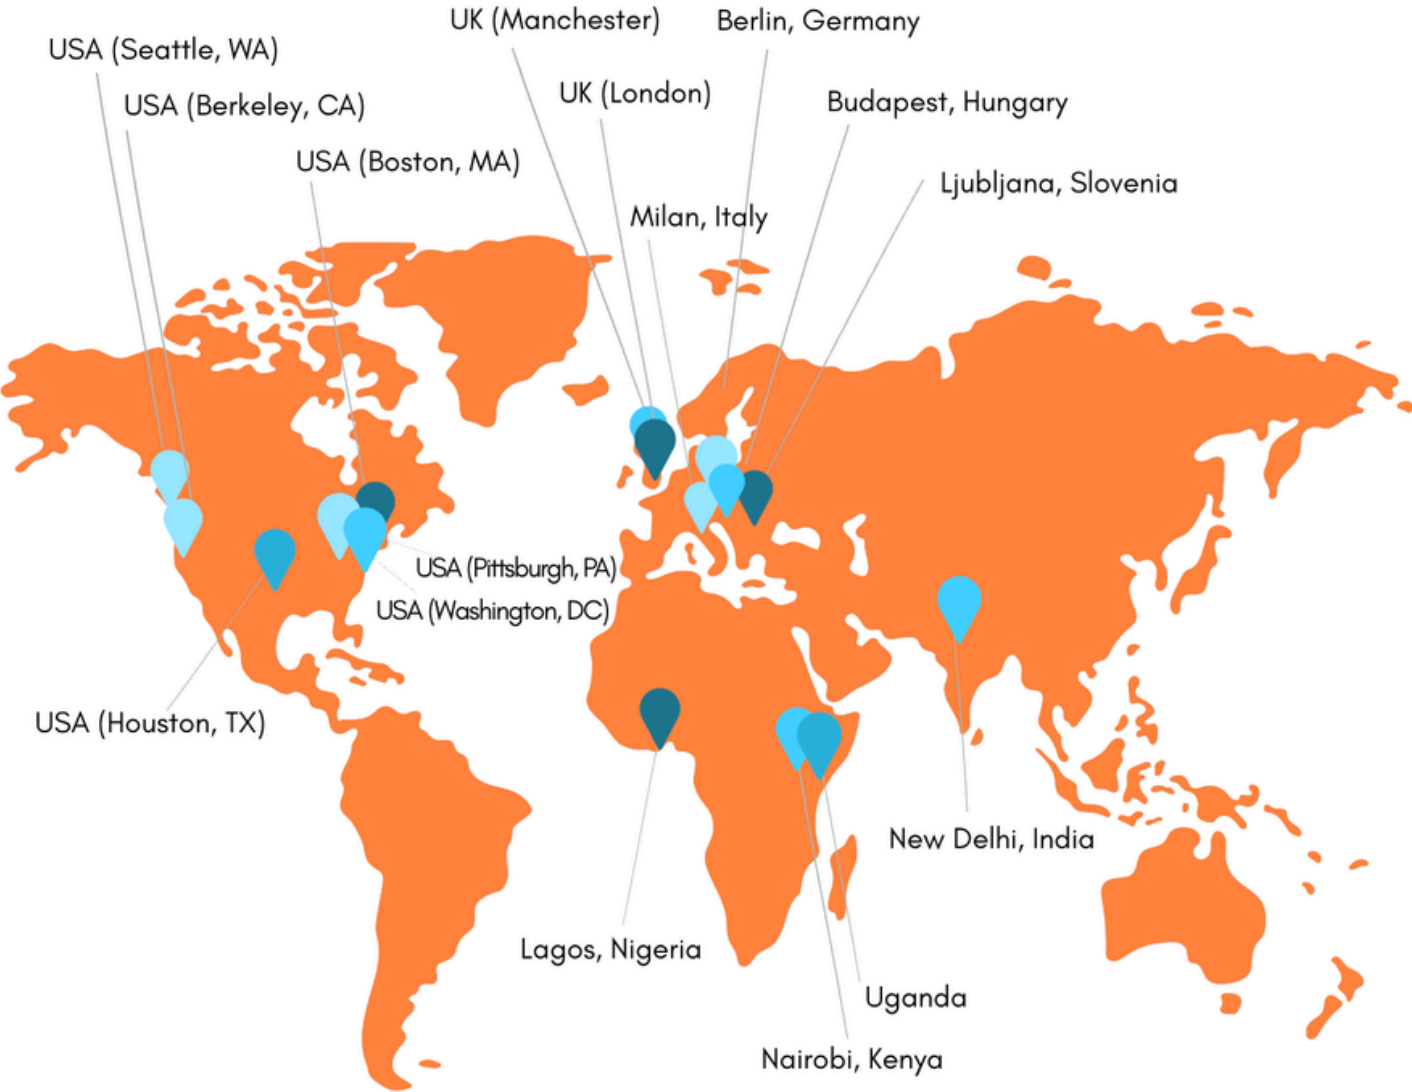 UK (Manchester)
Berlin, Germany
USA (Seattle, WA)
UK (London)
Budapest, Hungary
USA (Berkeley, CA)
USA (Boston, MA)
Ljubljana, Slovenia
Milan, Italy
USA (Pittsburgh, PA)
USA (Washington, DC)
USA (Houston, TX)
New Delhi, India
Lagos, Nigeria
Uganda
Nairobi, Kenya